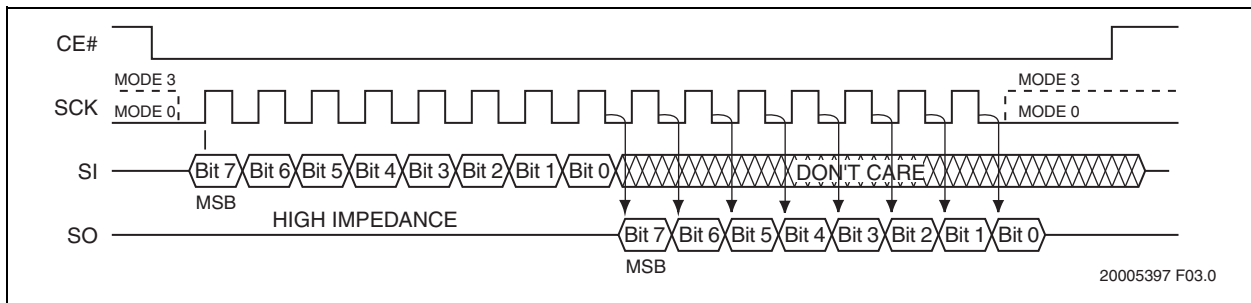 CE#
MODE 3
MODE 3
SCK
MODE 0
MODE 0
SI
Bit 7 Bit 6 Bit 5 Bit 4 Bit 3 Bit 2 Bit 1 Bit 0
DON'T CARE
MSB
HIGH IMPEDANCE
SO
Bit 7 Bit 6 Bit 5 Bit 4 Bit 3 Bit 2 Bit 1 Bit 0
MSB
20005397 F03.0